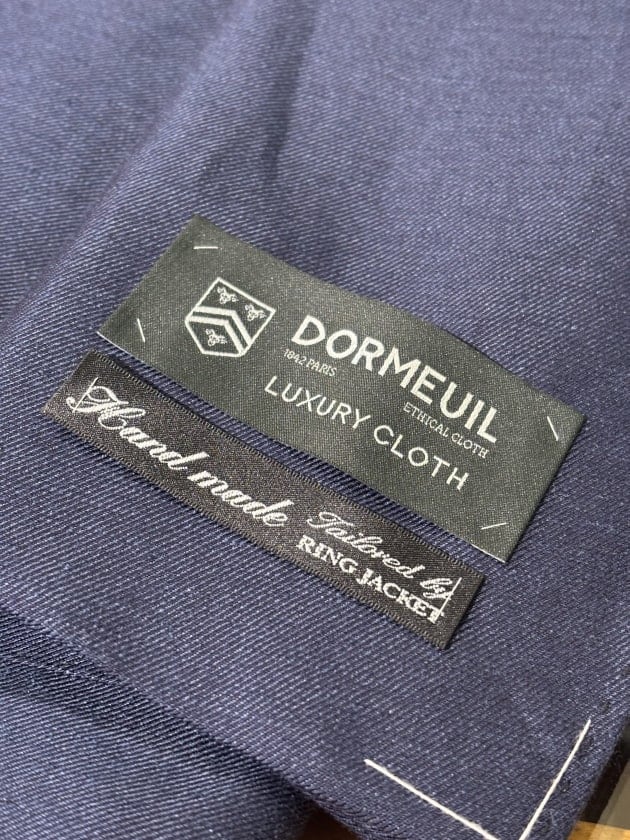 DORMEUIL
1842 PARIS ETHICAL CLOTH
LUXURY CLOTH
Hand made Tailored by
RING JACKET